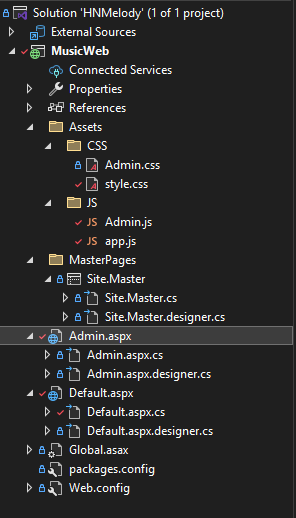 Solution 'HNMelody' (1 of 1 project)
External Sources
MusicWeb
Connected Services
Properties
References
Assets
CSS
Admin.css
style.css
JS
JS Admin.js
JS app.js
MasterPages
Site.Master
Site.Master.cs
Site.Master.designer.cs
Admin.aspx
Admin.aspx.cs
Admin.aspx.designer.cs
Default.aspx
Default.aspx.cs
Default.aspx.designer.cs
Global.asax
packages.config
Web.config